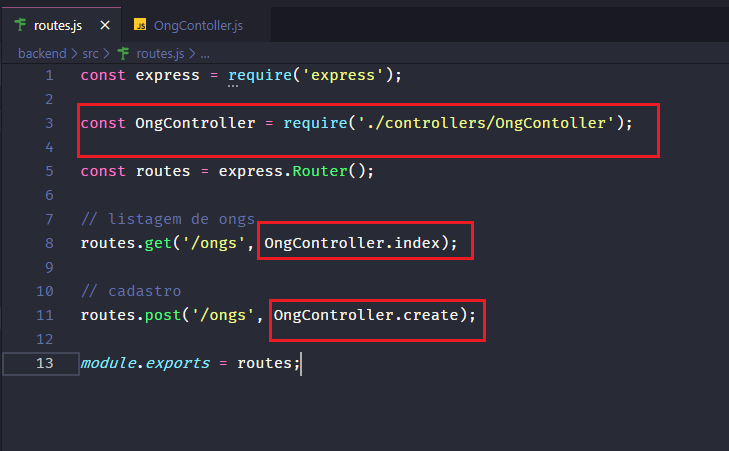 routes.js
JS OngContoller.js
backend > src > routes.js > ...
1 const express = require('express');
2
3 const OngController = require('./controllers/OngContoller');
4
5 const routes = express.Router();
6
7 // listagem de ongs
8 routes.get('/ongs', OngController.index);
9
10 // cadastro
11 routes.post('/ongs', OngController.create);
12
13 module.exports = routes;